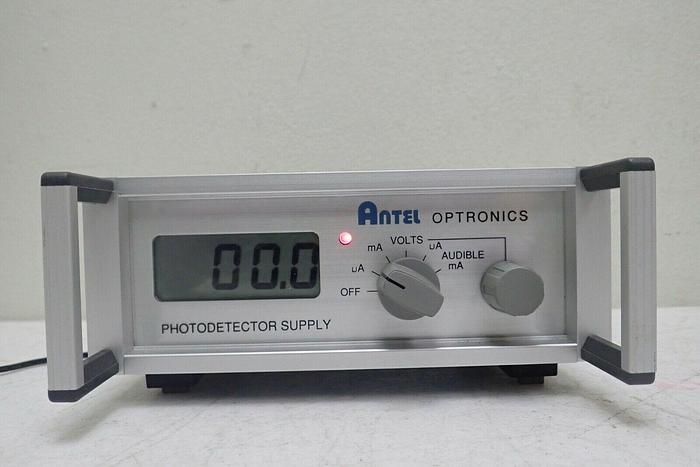 ANTEL OPTRONICS
00.0
mA VOLTS uA
AUDIBLE
uA mA
OFF
PHOTODETECTOR SUPPLY